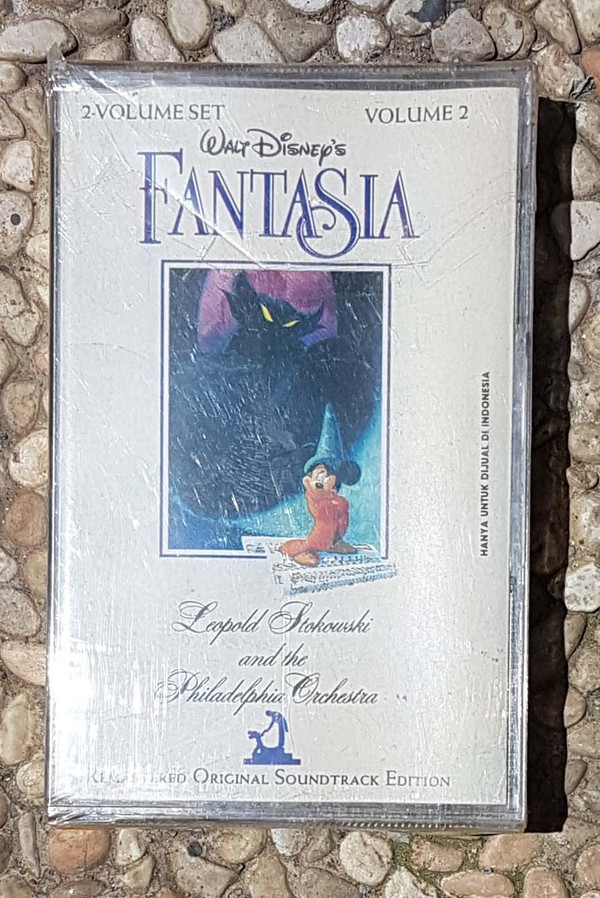 2-VOLUME SET
VOLUME 2
WALT DISNEY'S
FANTASIA
HANYA UNTUK DIJUAL DI INDONESIA
Leopold Stokowski
and the
Philadelphia Orchestra
REMASTERED ORIGINAL SOUNDTRACK EDITION